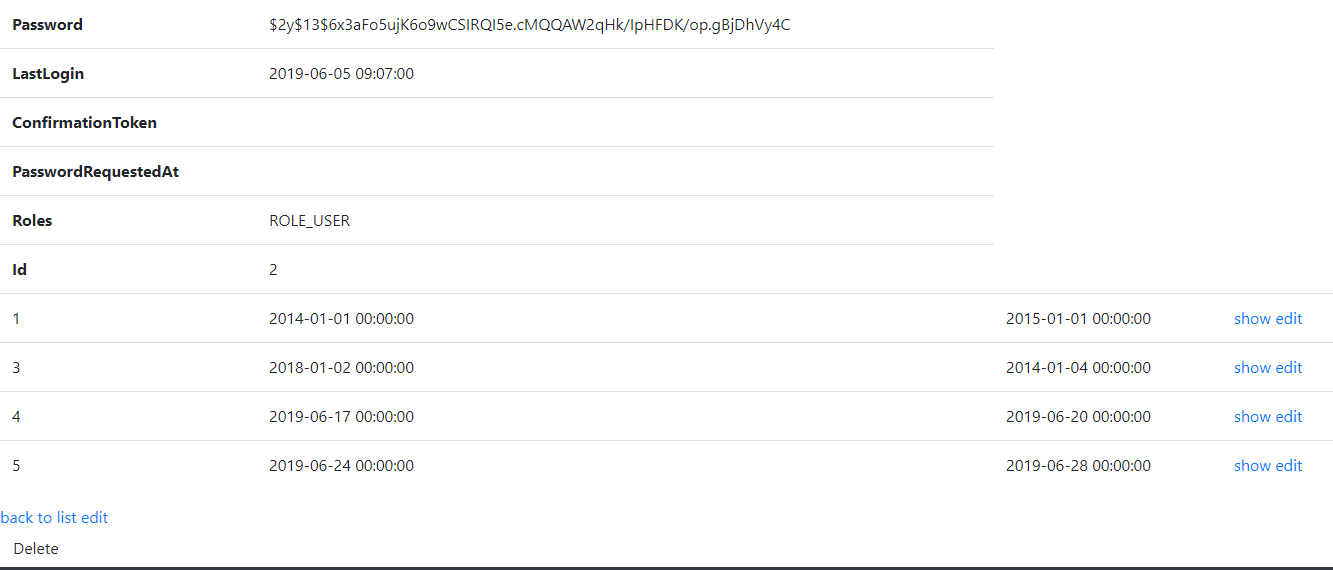 Password $2y$13$6x3aFo5ujK6o9wCSIRQI5e.cMQQAW2qHk/IpHFDK/op.gBjDhVy4C
LastLogin 2019-06-05 09:07:00
ConfirmationToken
PasswordRequestedAt
Roles ROLE_USER
Id 2
1 2014-01-01 00:00:00 2015-01-01 00:00:00 show edit
3 2018-01-02 00:00:00 2014-01-04 00:00:00 show edit
4 2019-06-17 00:00:00 2019-06-20 00:00:00 show edit
5 2019-06-24 00:00:00 2019-06-28 00:00:00 show edit
back to list edit
Delete